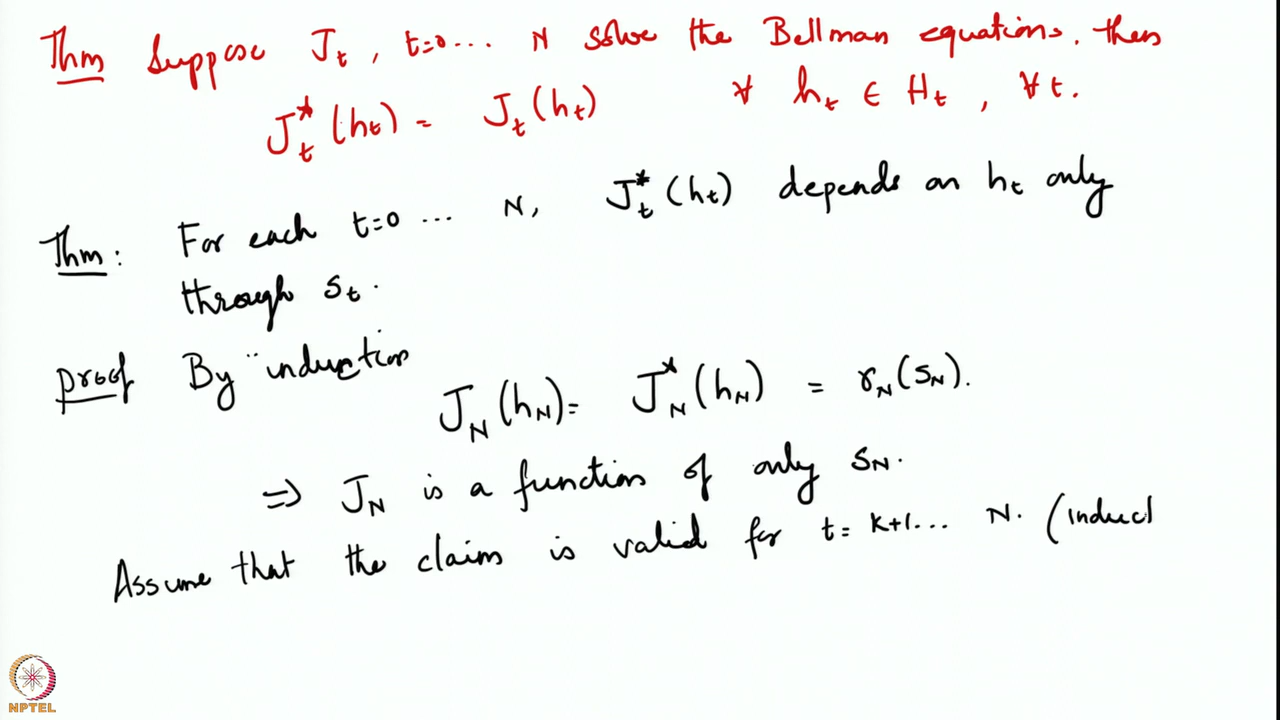 Thm Suppose J_t, t=0... N solve the Bellman equations. Then
J*_t(h_t) = J_t(h_t) ∀ h_t ∈ H_t, ∀t.
Thm: For each t=0... N, J*_t(h_t) depends on h_t only
through s_t.
Proof By induction
J_N(h_N) = J*_N(h_N) = r_N(s_N).
⇒ J_N is a function of only s_N.
Assume that the claim is valid for t= k+1... N. (induct
NPTEL